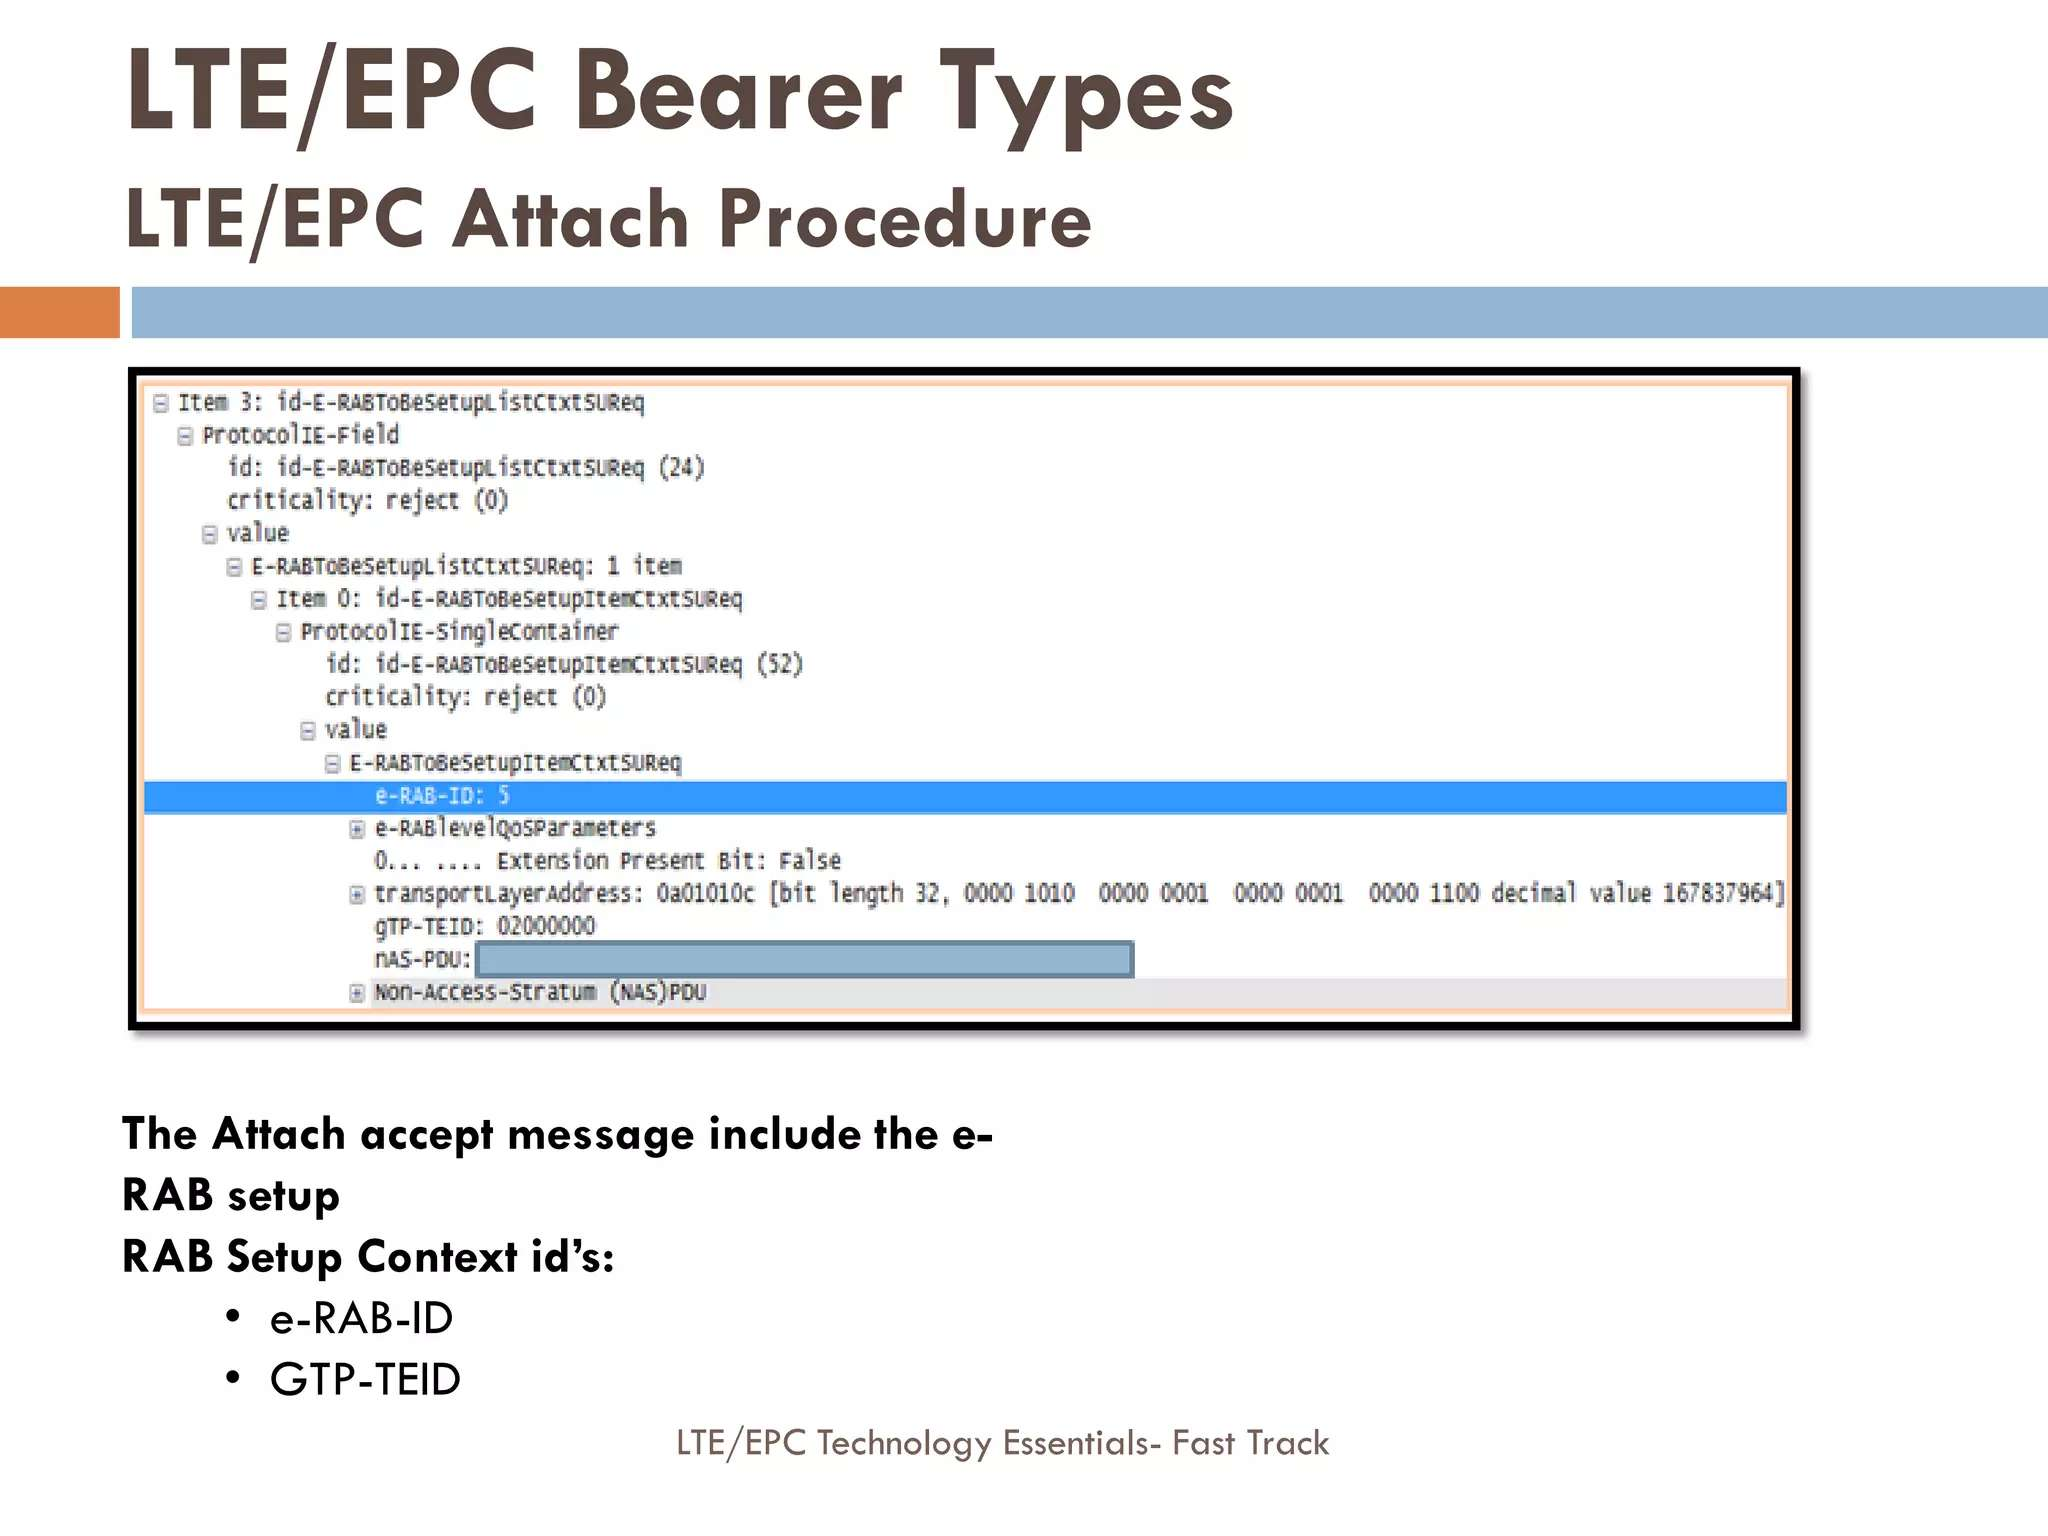 LTE/EPC Bearer Types
LTE/EPC Attach Procedure
Item 3: id-E-RABToBeSetupListCtxtSUReq
ProtocolIE-Field
id: id-E-RABToBeSetupListCtxtSUReq (24)
criticality: reject (0)
value
E-RABToBeSetupListCtxtSUReq: 1 item
Item 0: id-E-RABToBeSetupItemCtxtSUReq
ProtocolIE-SingleContainer
id: id-E-RABToBeSetupItemCtxtSUReq (52)
criticality: reject (0)
value
E-RABToBeSetupItemCtxtSUReq
e-RAB-ID: 5
e-RABlevelQoSParameters
0... .... Extension Present Bit: False
transportLayerAddress: 0a01010c [bit length 32, 0000 1010  0000 0001  0000 0001  0000 1100 decimal value 167837964]
gTP-TEID: 02000000
nAS-PDU:
Non-Access-Stratum (NAS)PDU
The Attach accept message include the e-
RAB setup
RAB Setup Context id’s:
• e-RAB-ID
• GTP-TEID
LTE/EPC Technology Essentials- Fast Track